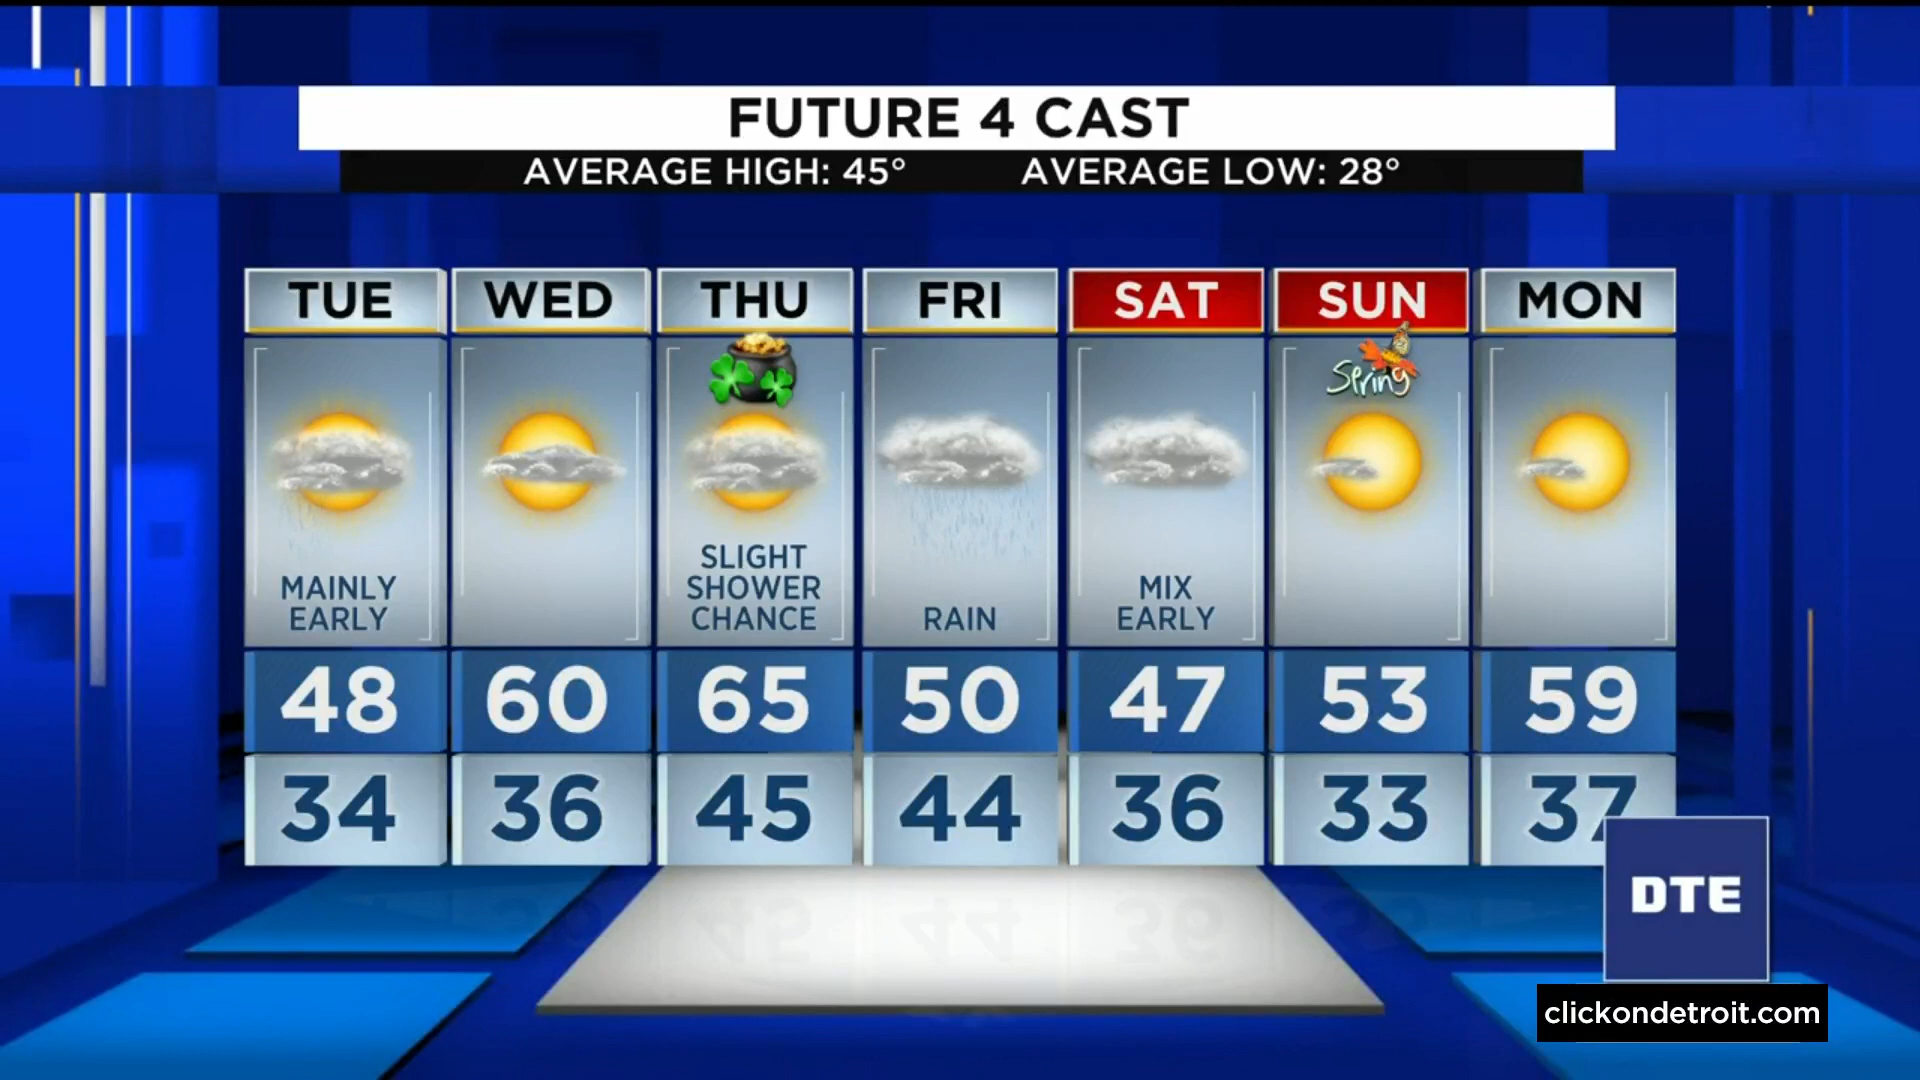 FUTURE 4 CAST
AVERAGE HIGH: 45° AVERAGE LOW: 28°
TUE WED THU FRI SAT SUN MON
Spring
MAINLY
EARLY
SLIGHT
SHOWER
CHANCE
RAIN
MIX
EARLY
48 60 65 50 47 53 59
34 36 45 44 36 33 37
DTE
clickondetroit.com